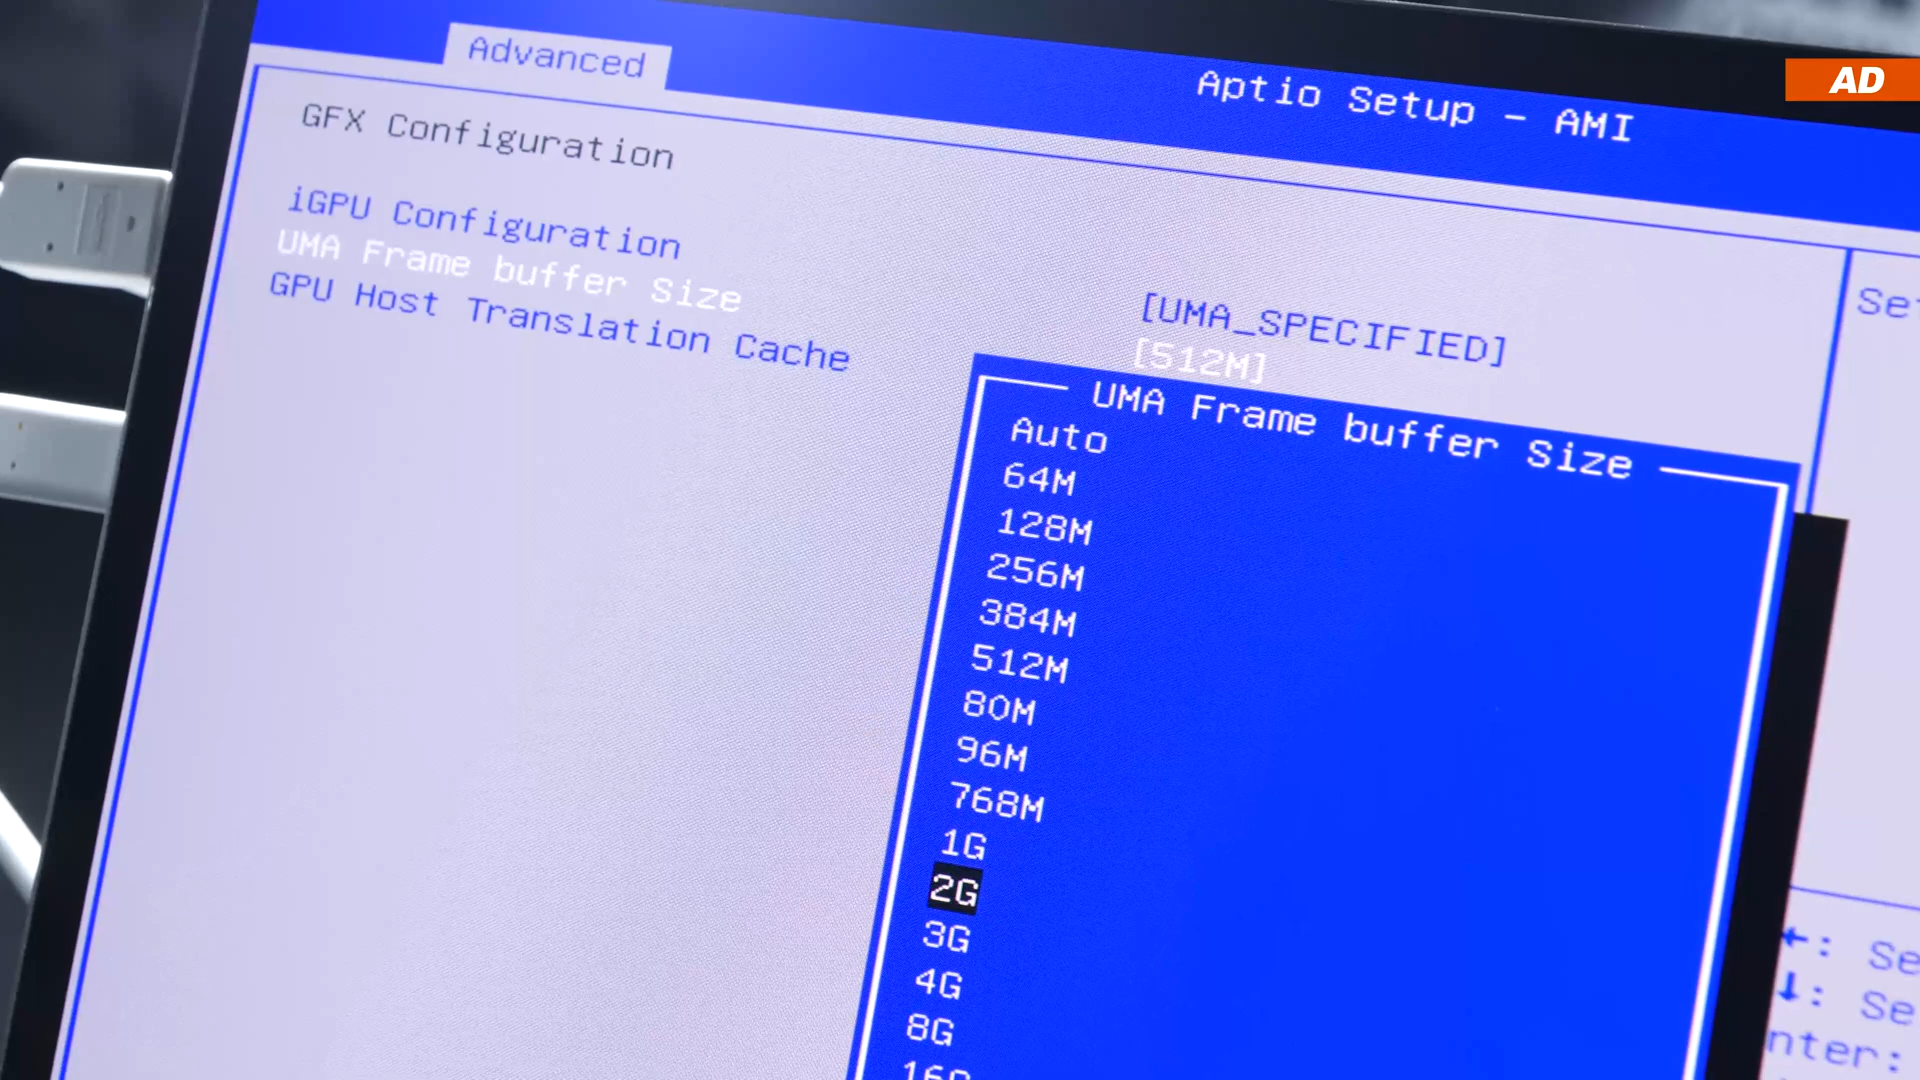 AD
Advanced
Aptio Setup - AMI
GFX Configuration
iGPU Configuration
[UMA_SPECIFIED]
UMA Frame buffer Size
[512M]
GPU Host Translation Cache
UMA Frame buffer Size
Auto
64M
128M
256M
384M
512M
80M
96M
768M
1G
2G
3G
4G
8G